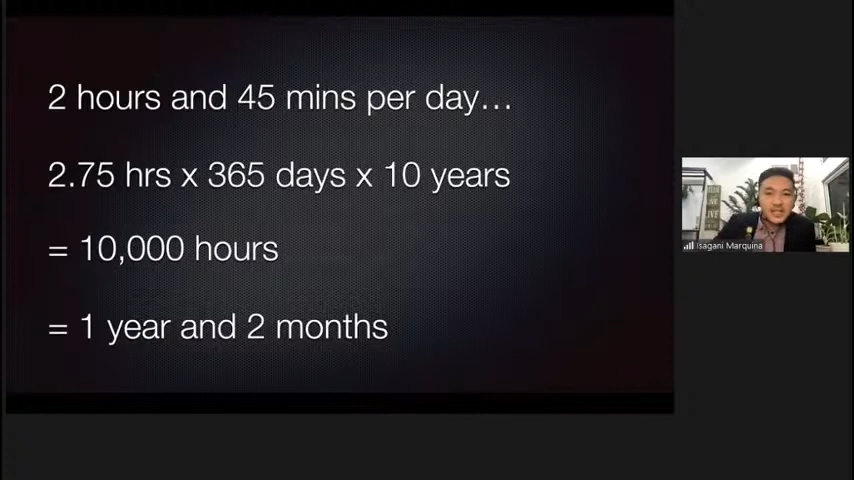 2 hours and 45 mins per day...
2.75 hrs x 365 days x 10 years
= 10,000 hours
= 1 year and 2 months
Isagani Marquina